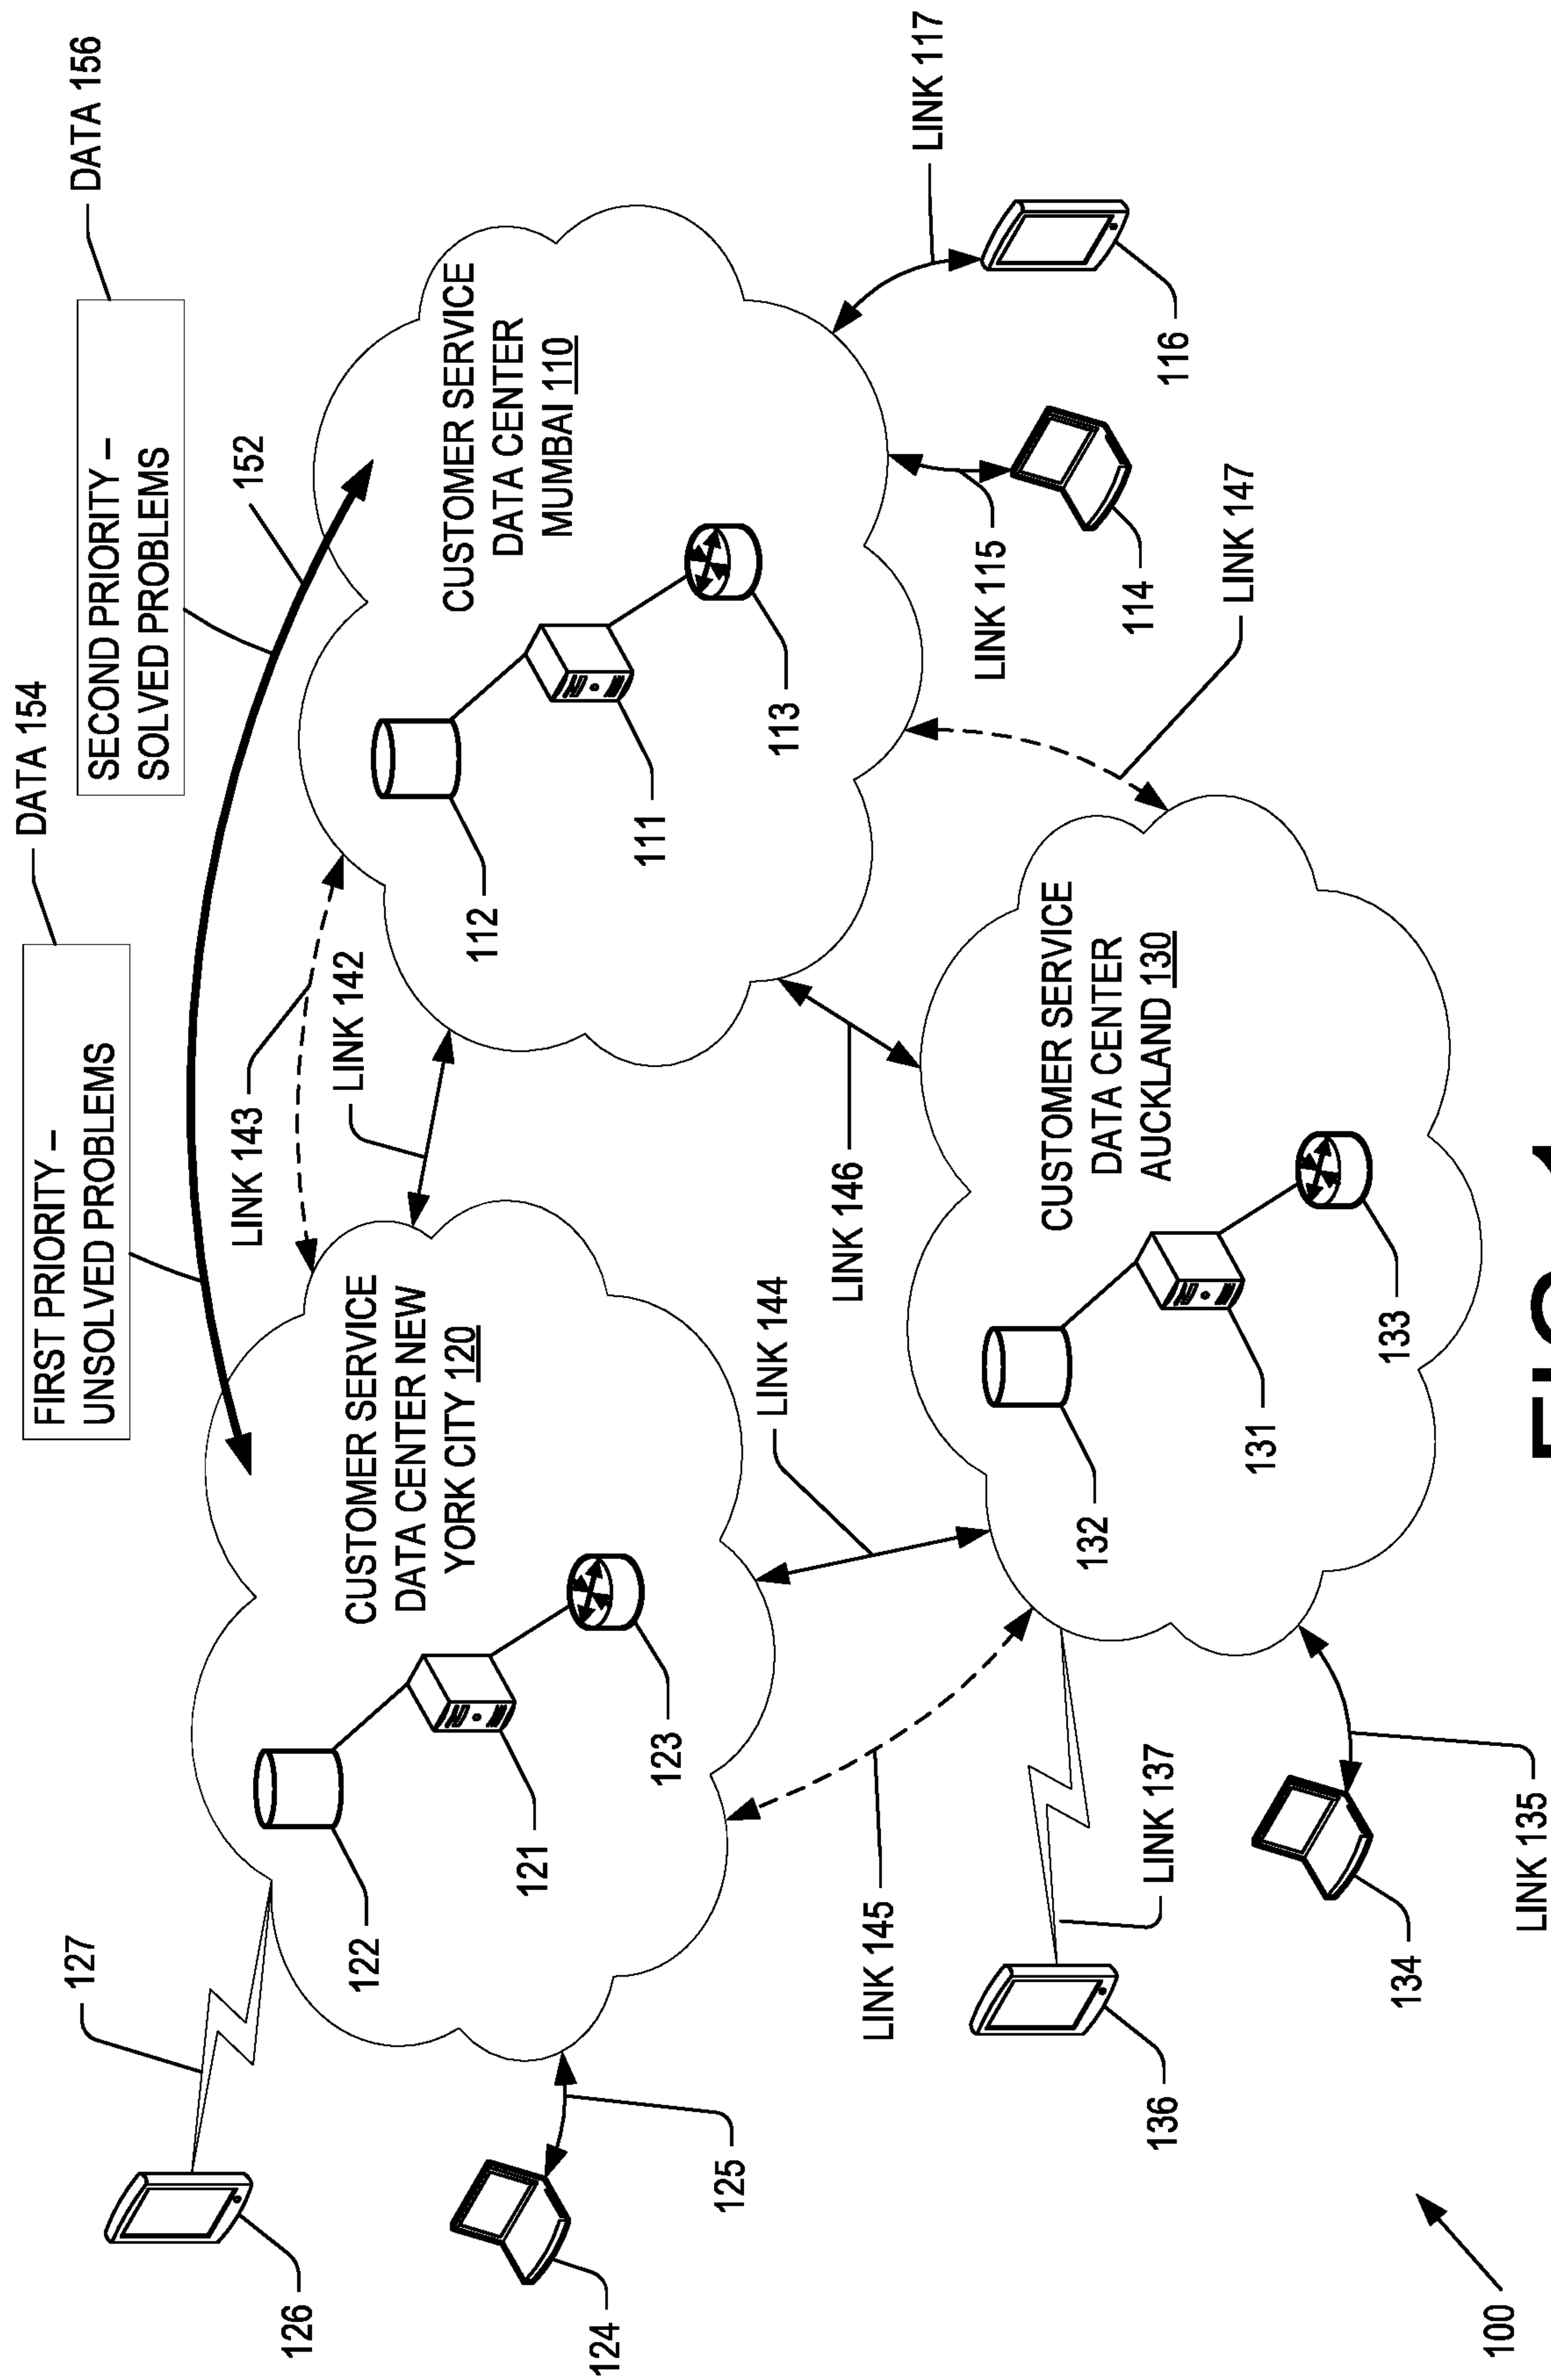 DATA 154
DATA 156
FIRST PRIORITY –
UNSOLVED PROBLEMS
SECOND PRIORITY –
SOLVED PROBLEMS
152
127
126
LINK 143
LINK 142
CUSTOMER SERVICE
DATA CENTER NEW
YORK CITY 120
CUSTOMER SERVICE
DATA CENTER
MUMBAI 110
122
121
123
112
111
113
124
125
LINK 117
116
LINK 115
114
LINK 147
LINK 146
LINK 144
LINK 145
CUSTOMER SERVICE
DATA CENTER
AUCKLAND 130
132
131
133
136
LINK 137
134
LINK 135
100